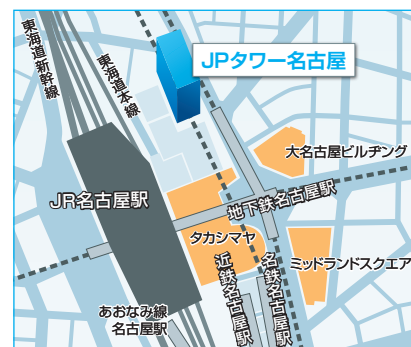 東海道新幹線
東海道本線
JPタワー名古屋
大名古屋ビルヂング
JR名古屋駅
地下鉄名古屋駅
タカシマヤ
ミッドランドスクエア
近鉄名古屋駅
名鉄名古屋駅
あおなみ線
名古屋駅